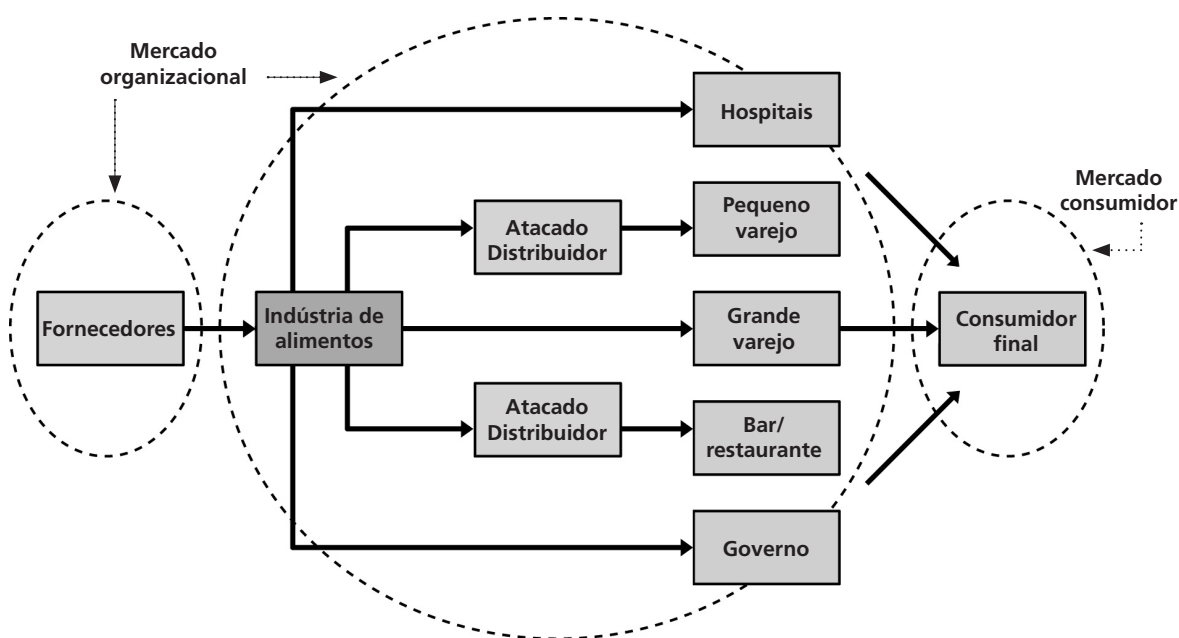 Mercado
organizacional
Hospitais
Mercado
consumidor
Pequeno
varejo
Atacado
Distribuidor
Fornecedores
Indústria de
alimentos
Grande
varejo
Consumidor
final
Atacado
Distribuidor
Bar/
restaurante
Governo